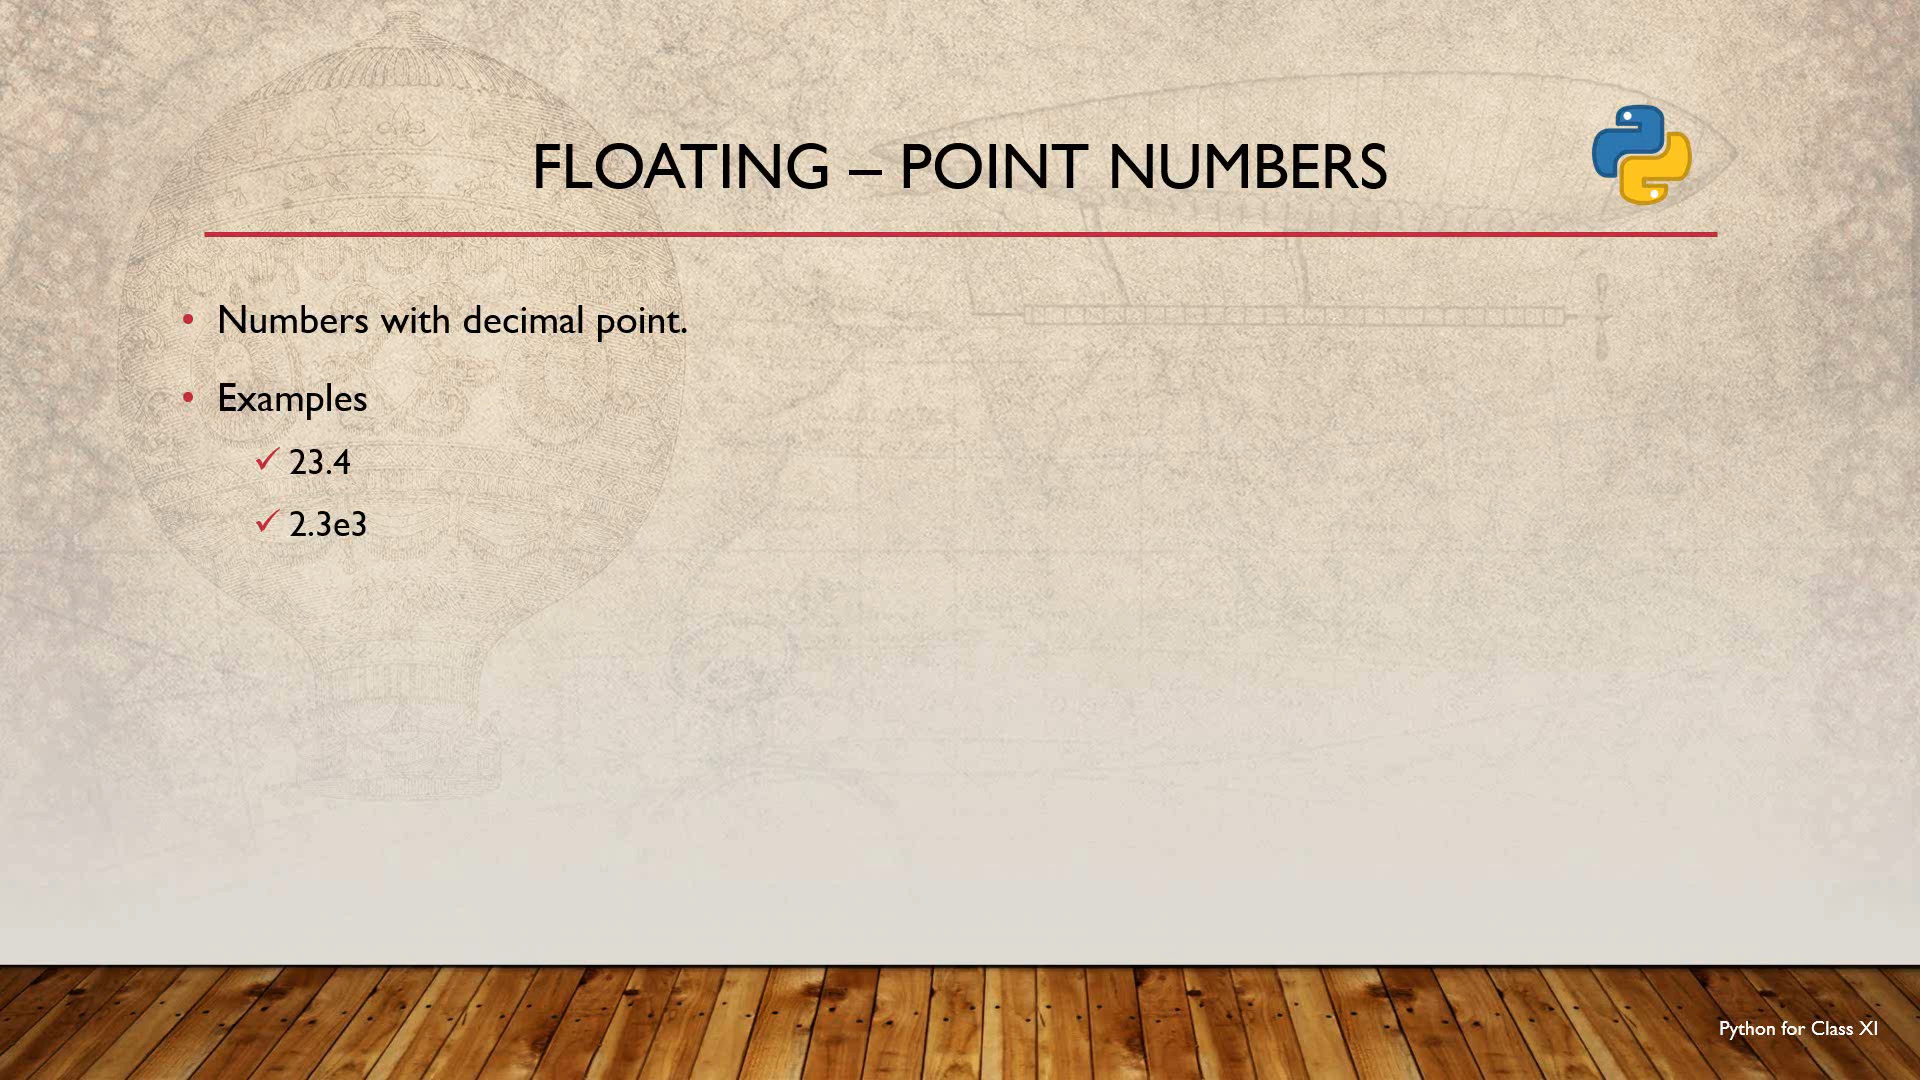 FLOATING – POINT NUMBERS
• Numbers with decimal point.
• Examples
✓ 23.4
✓ 2.3e3
Python for Class XI